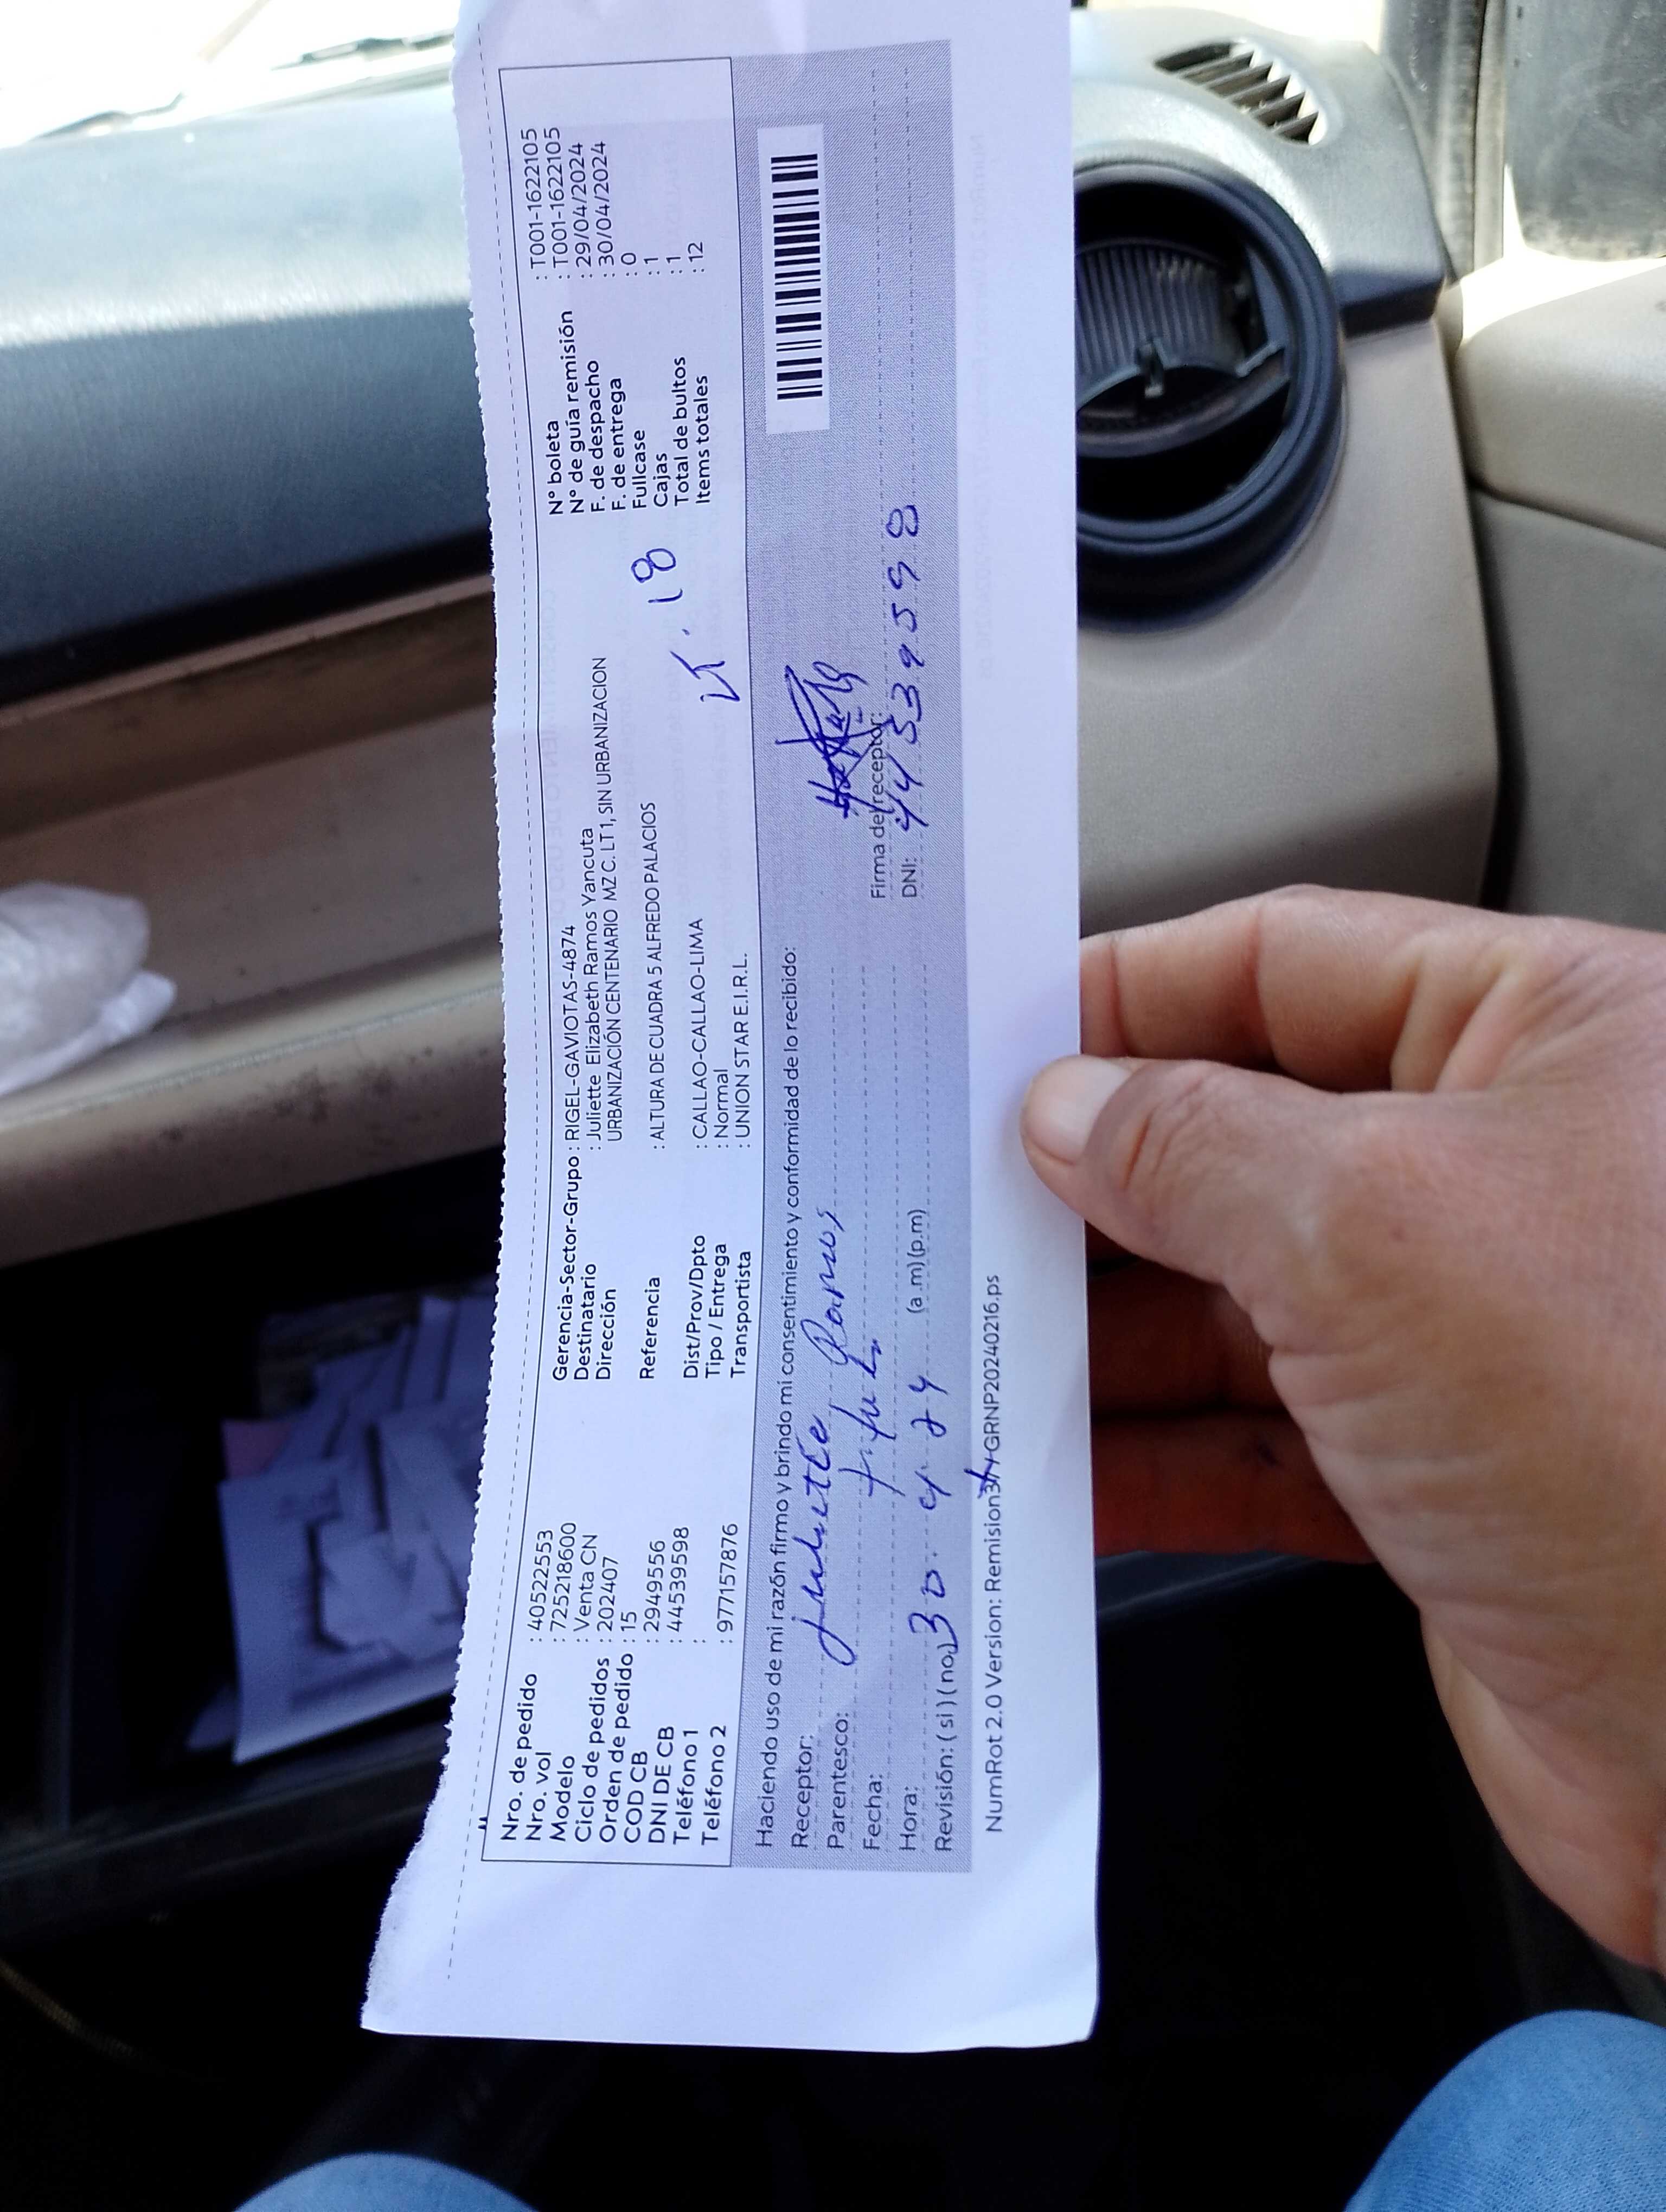 Nro. de pedido : 40522553
Nro. vol : 725218600
Modelo : Venta CN
Ciclo de pedidos : 202407
Orden de pedido : 15
COD CB : 2949556
DNI DE CB : 44539598
Teléfono 1 :
Teléfono 2 : 977157876
Gerencia-Sector-Grupo : RIGEL-GAVIOTAS-4874
Destinatario : Juliette Elizabeth Ramos Yancuta
Dirección URBANIZACIÓN CENTENARIO MZ C. LT 1, SIN URBANIZACION
Referencia : ALTURA DE CUADRA 5 ALFREDO PALACIOS
Dist/Prov/Dpto : CALLAO-CALLAO-LIMA
Tipo / Entrega : Normal
Transportista : UNION STAR E.I.R.L.
N° boleta : T001-1622105
N° de guía remisión : T001-1622105
F. de despacho : 29/04/2024
F. de entrega : 30/04/2024
Fullcase : 0
Cajas : 1
Total de bultos : 1
Items totales : 12
18
Haciendo uso de mi razón firmo y brindo mi consentimiento y conformidad de lo recibido:
Receptor: Juliette Ramos
Parentesco:
Fecha:
Hora: 30. 4. 24 (a.m)(p.m)
Revisión: (si) (no)
Firma del receptor:
DNI: 44539598
NumRot 2.0 Version: Remision GRNP20240216.ps